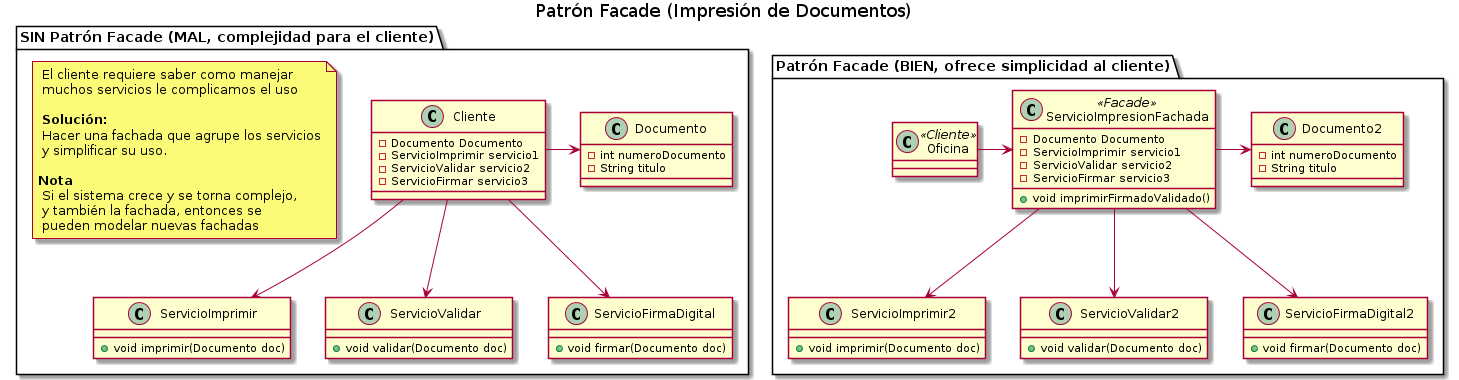 Patrón Facade (Impresión de Documentos)
SIN Patrón Facade (MAL, complejidad para el cliente)
El cliente requiere saber como manejar
muchos servicios le complicamos el uso
Solución:
Hacer una fachada que agrupe los servicios
y simplificar su uso.
Nota
Si el sistema crece y se torna complejo,
y también la fachada, entonces se
pueden modelar nuevas fachadas
C Cliente
Documento Documento
ServicioImprimir servicio1
ServicioValidar servicio2
ServicioFirmar servicio3
C Documento
int numeroDocumento
String titulo
C ServicioImprimir
void imprimir(Documento doc)
C ServicioValidar
void validar(Documento doc)
C ServicioFirmaDigital
void firmar(Documento doc)
Patrón Facade (BIEN, ofrece simplicidad al cliente)
«Cliente»
C Oficina
«Facade»
C ServicioImpresionFachada
Documento Documento
ServicioImprimir servicio1
ServicioValidar servicio2
ServicioFirmar servicio3
void imprimirFirmadoValidado()
C Documento2
int numeroDocumento
String titulo
C ServicioImprimir2
void imprimir(Documento doc)
C ServicioValidar2
void validar(Documento doc)
C ServicioFirmaDigital2
void firmar(Documento doc)